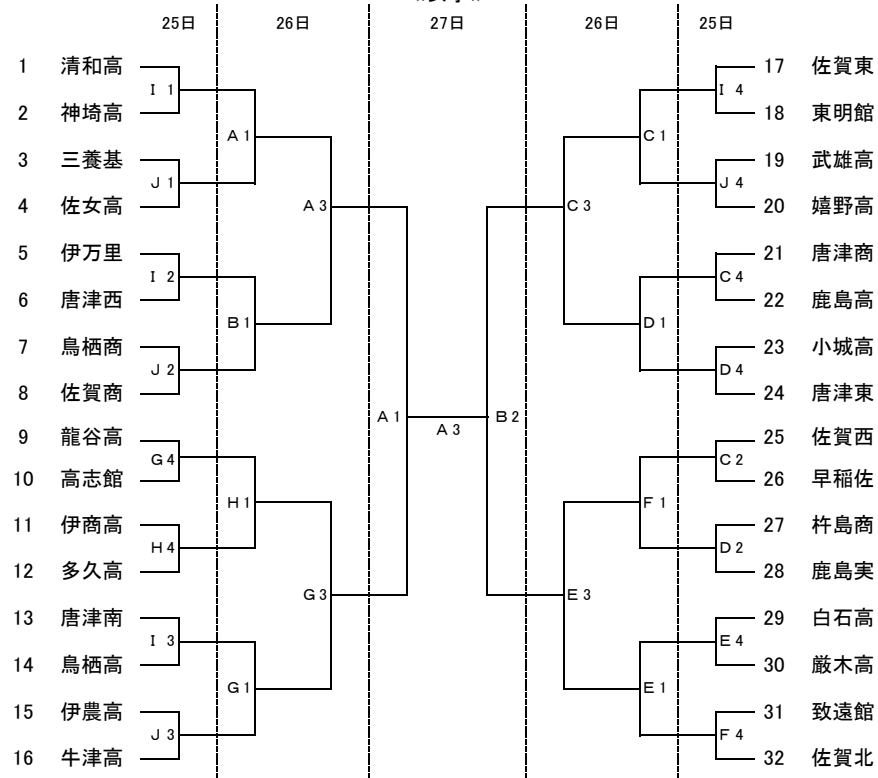 25日 26日 27日 26日 25日
1 清和高 17 佐賀東
I 1 I 4
2 神埼高 18 東明館
A 1 C 1
3 三養基 19 武雄高
J 1 J 4
4 佐女高 A 3 C 3 20 嬉野高
5 伊万里 21 唐津商
I 2 C 4
6 唐津西 22 鹿島高
B 1 D 1
7 鳥栖商 23 小城高
J 2 D 4
8 佐賀商 24 唐津東
A 1 A 3 B 2
9 龍谷高 25 佐賀西
G 4 C 2
10 高志館 26 早稲佐
H 1 F 1
11 伊商高 27 杵島商
H 4 D 2
12 多久高 28 鹿島実
G 3 E 3
13 唐津南 29 白石高
I 3 E 4
14 鳥栖高 30 厳木高
G 1 E 1
15 伊農高 31 致遠館
J 3 F 4
16 牛津高 32 佐賀北